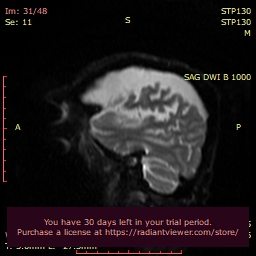 Im: 31/48
Se: 11
S
STP130
STP130
M
SAG DWI B 1000
A
P
You have 30 days left in your trial period.
Purchase a license at https://radiantviewer.com/store/